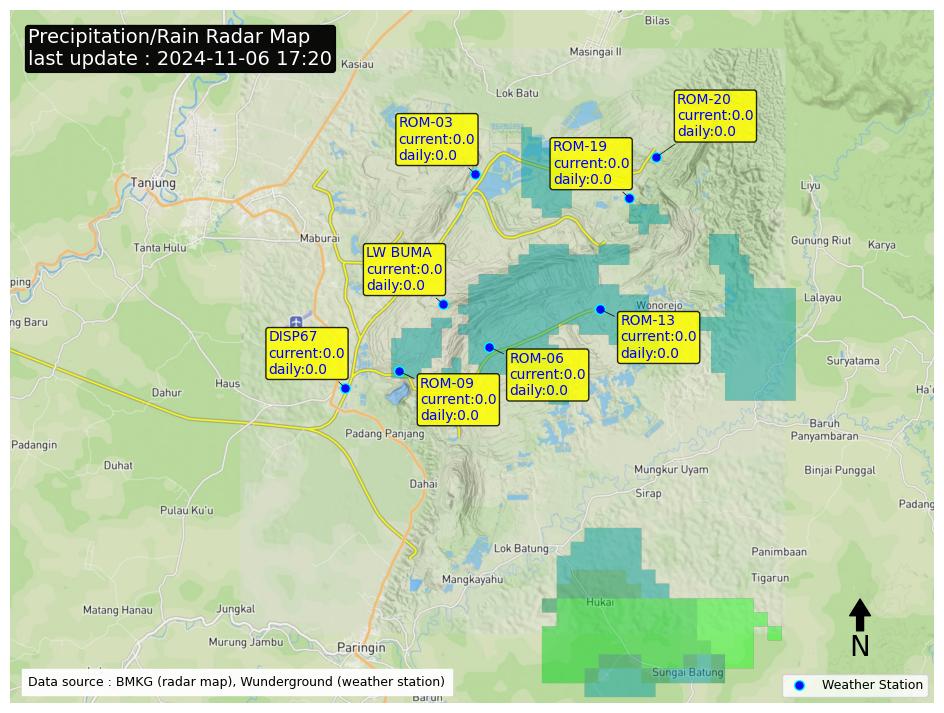 Precipitation/Rain Radar Map
last update : 2024-11-06 17:20
Bilas
Masingai II
Kasiau
Lok Batu
ROM-20
current:0.0
daily:0.0
ROM-03
current:0.0
daily:0.0
ROM-19
current:0.0
daily:0.0
Tanjung
Liyu
Maburai
Tanta Hulu
Gunung Riut
Karya
LW BUMA
current:0.0
daily:0.0
ping
Lalayau
Wonorejo
ng Baru
ROM-13
current:0.0
daily:0.0
DISP67
current:0.0
daily:0.0
ROM-06
current:0.0
daily:0.0
Suryatama
ROM-09
current:0.0
daily:0.0
Haus
Dahur
Ha'
Baruh
Panyambaran
Padang Panjang
Padangin
Duhat
Mungkur Uyam
Binjai Punggal
Dahai
Sirap
Padang
Pulau Ku'u
Lok Batung
Panimbaan
Mangkayahu
Tigarun
Hukai
Matang Hanau
Jungkal
Murung Jambu
Paringin
N
Sungai Batung
Data source : BMKG (radar map), Wunderground (weather station)
Weather Station
Barun